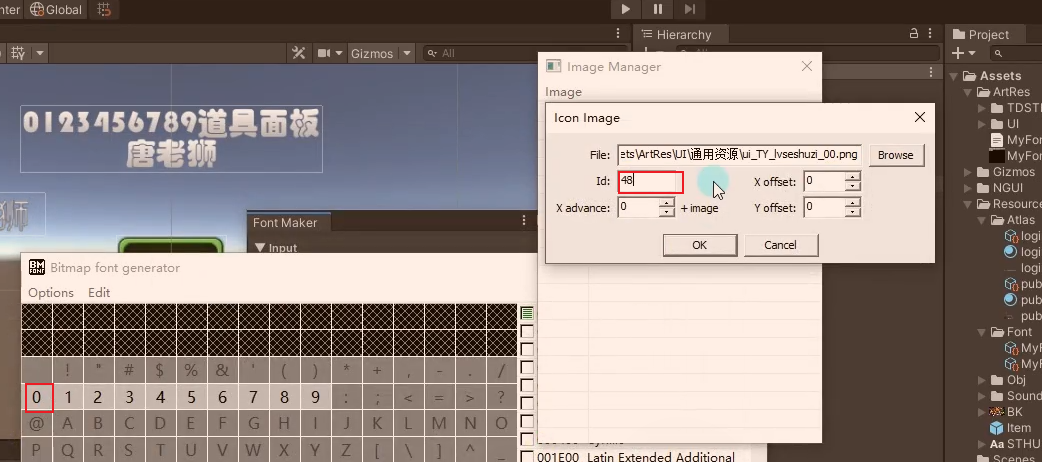 nter Global
Hierarchy
Project
Gizmos All
Image Manager
Image
Assets
ArtRes
TDSTH
UI
MyFor
MyFor
Gizmos
NGUI
Resource
Atlas
logi
logi
logi
pub
pub
pub
Font
MyF
MyF
Obj
Sound
BK
Item
STHU
Scenes
0123456789道具面板
唐老狮
Icon Image
File: ets\ArtRes\UI\通用资源\ui_TY_lvseshuzi_00.png Browse
Id: 48 X offset: 0
X advance: 0 + image Y offset: 0
OK Cancel
Font Maker
Input
Bitmap font generator
Options Edit
! " # $ % & ' ( ) * + , - . /
0 1 2 3 4 5 6 7 8 9 : ; < = > ?
@ A B C D E F G H I J K L M N O
P Q R S T U V W X Y Z [ \ ] ^ _
001E00 Latin Extended Additional